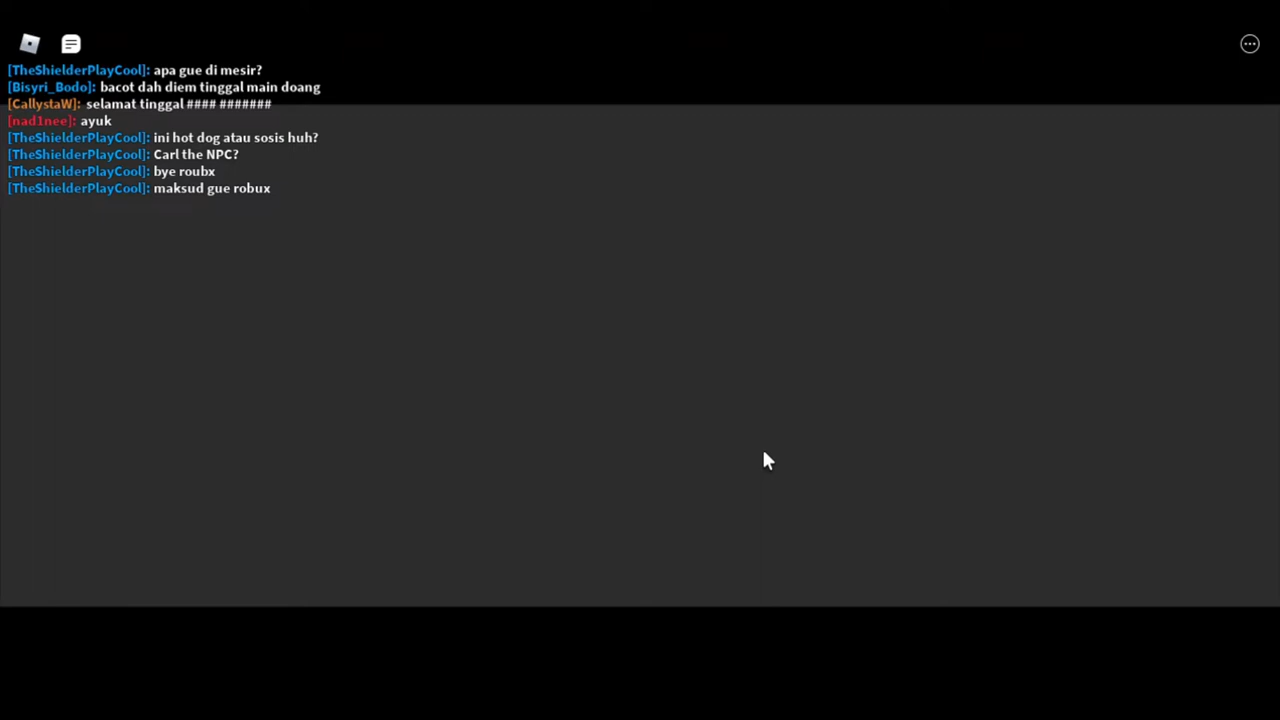 [TheShielderPlayCool]: apa gue di mesir?
[Bisyri_Bodo]: bacot dah diem tinggal main doang
[CallystaW]: selamat tinggal #### #######
[nad1nee]: ayuk
[TheShielderPlayCool]: ini hot dog atau sosis huh?
[TheShielderPlayCool]: Carl the NPC?
[TheShielderPlayCool]: bye roubx
[TheShielderPlayCool]: maksud gue robux